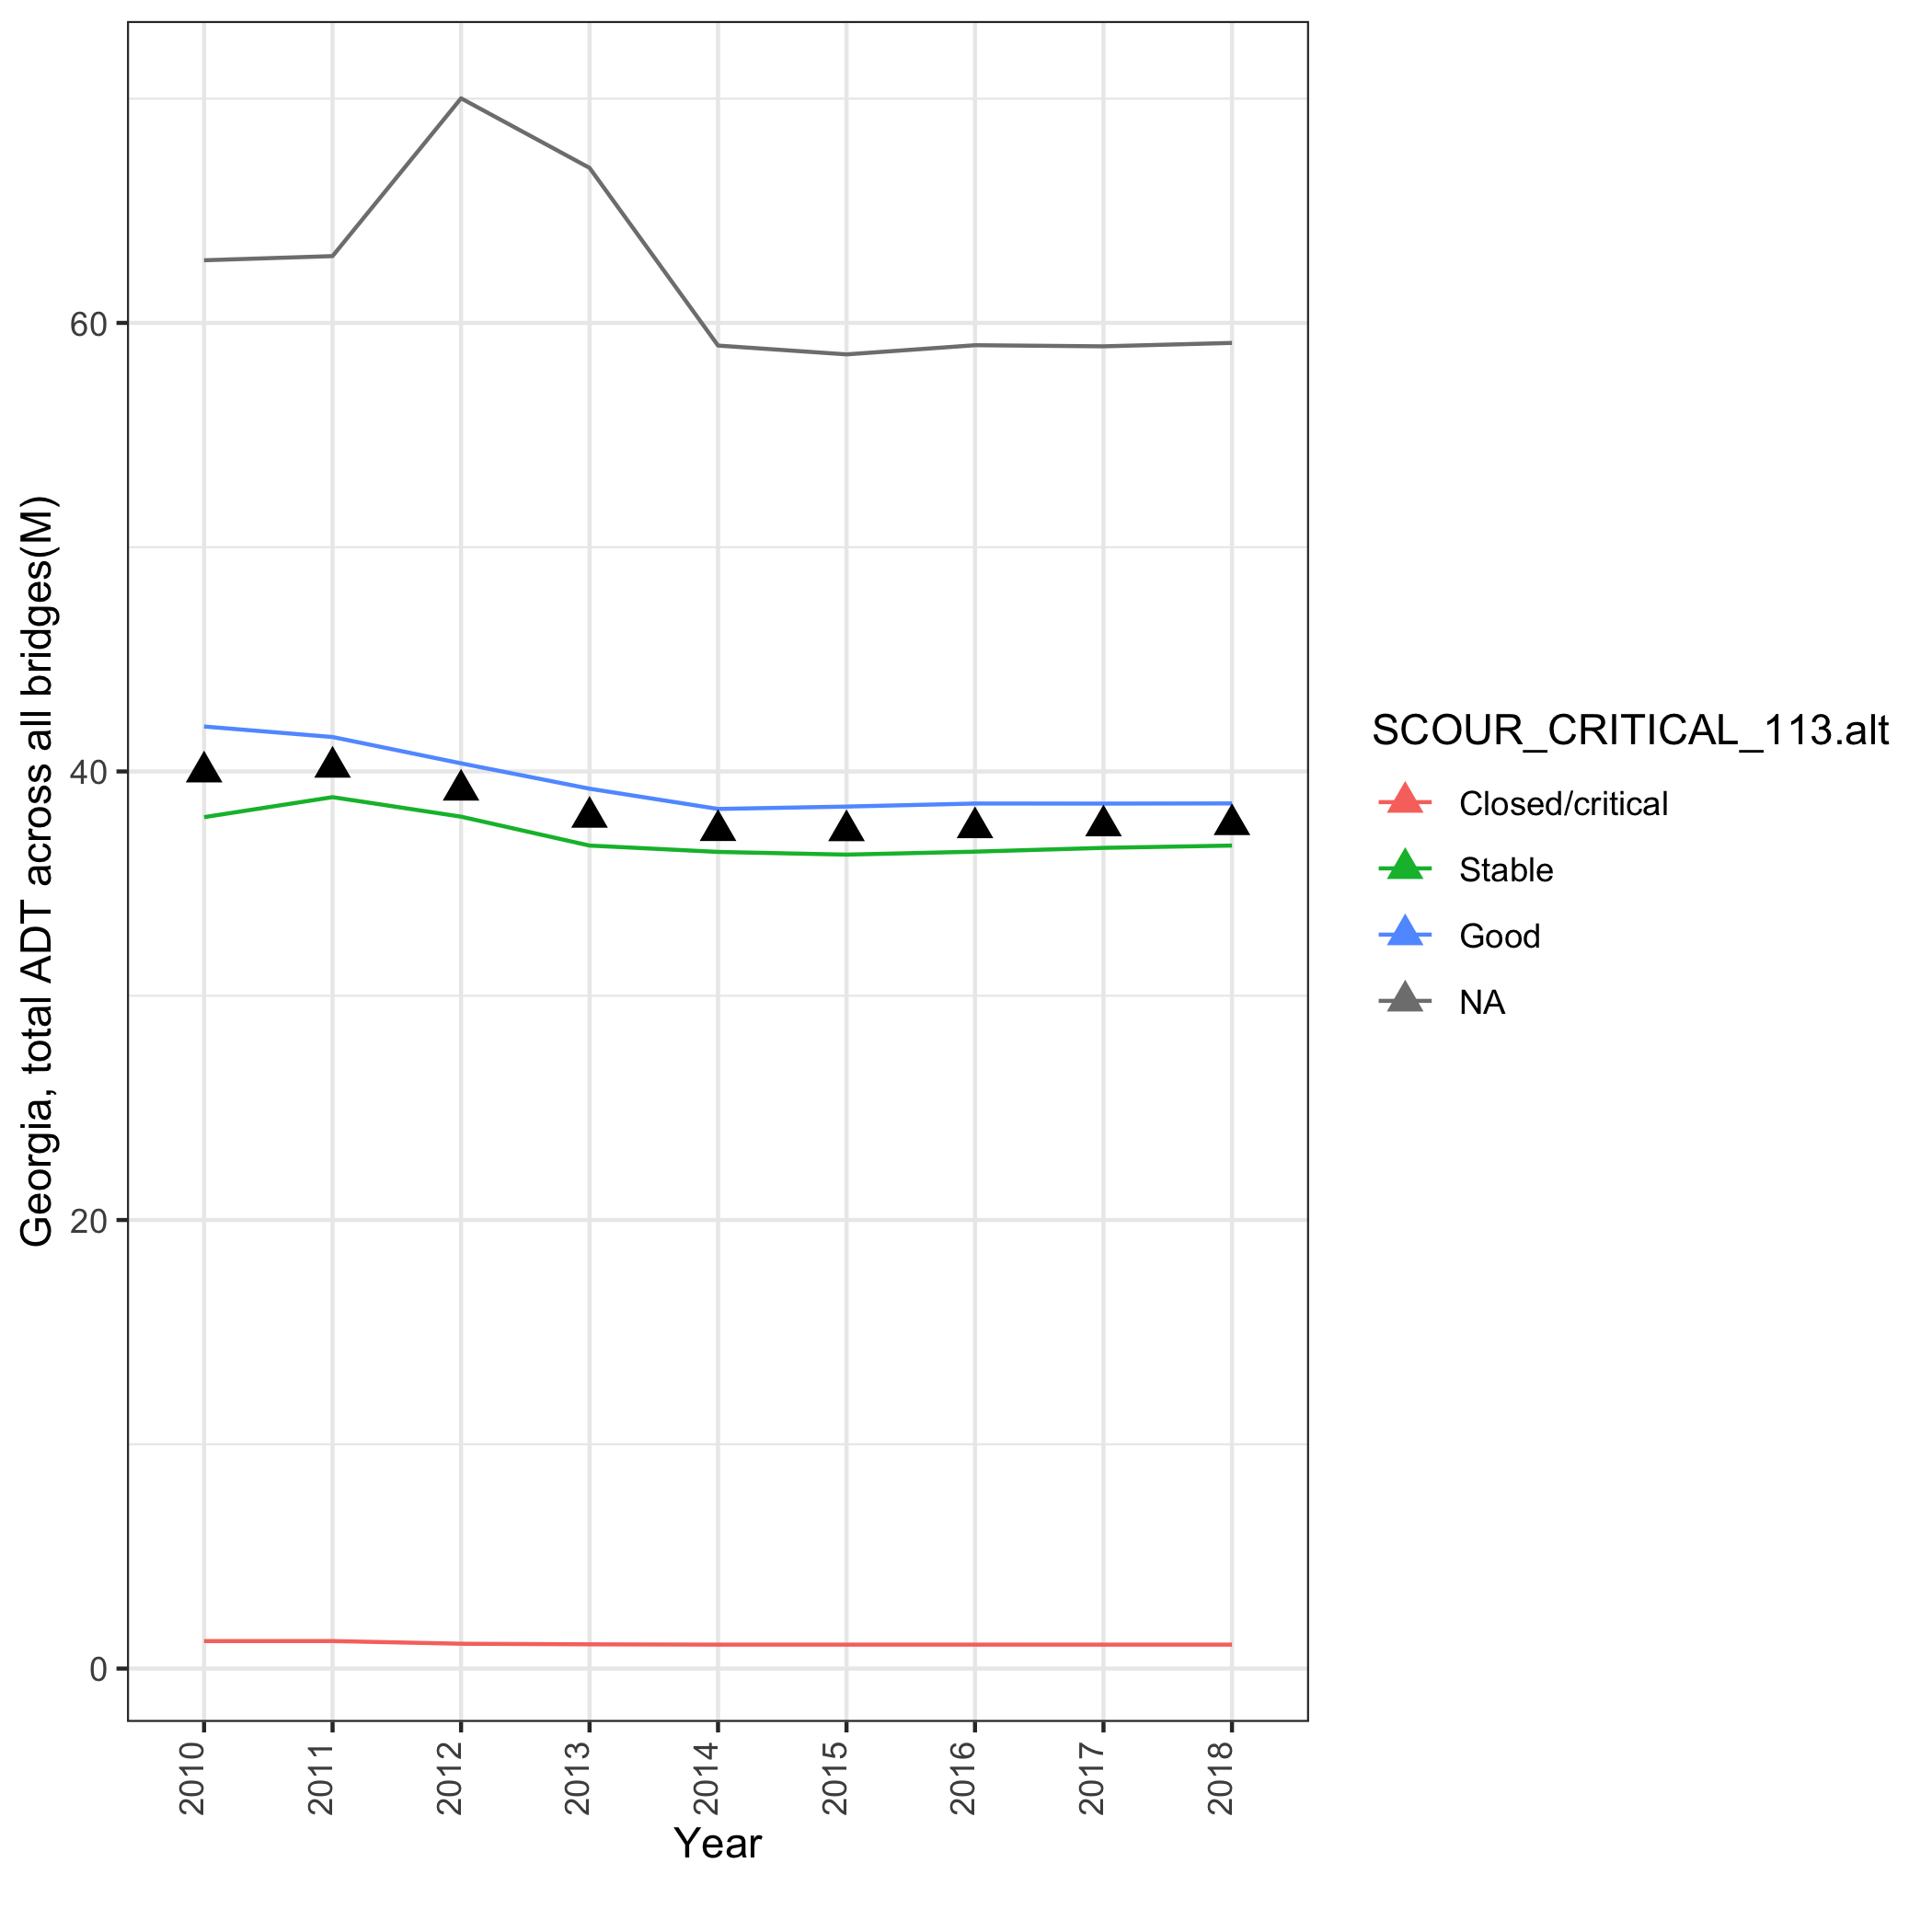 Georgia, total ADT across all bridges(M)
60
40
20
0
2010
2011
2012
2013
2014
2015
2016
2017
2018
Year
SCOUR_CRITICAL_113.alt
Closed/critical
Stable
Good
NA